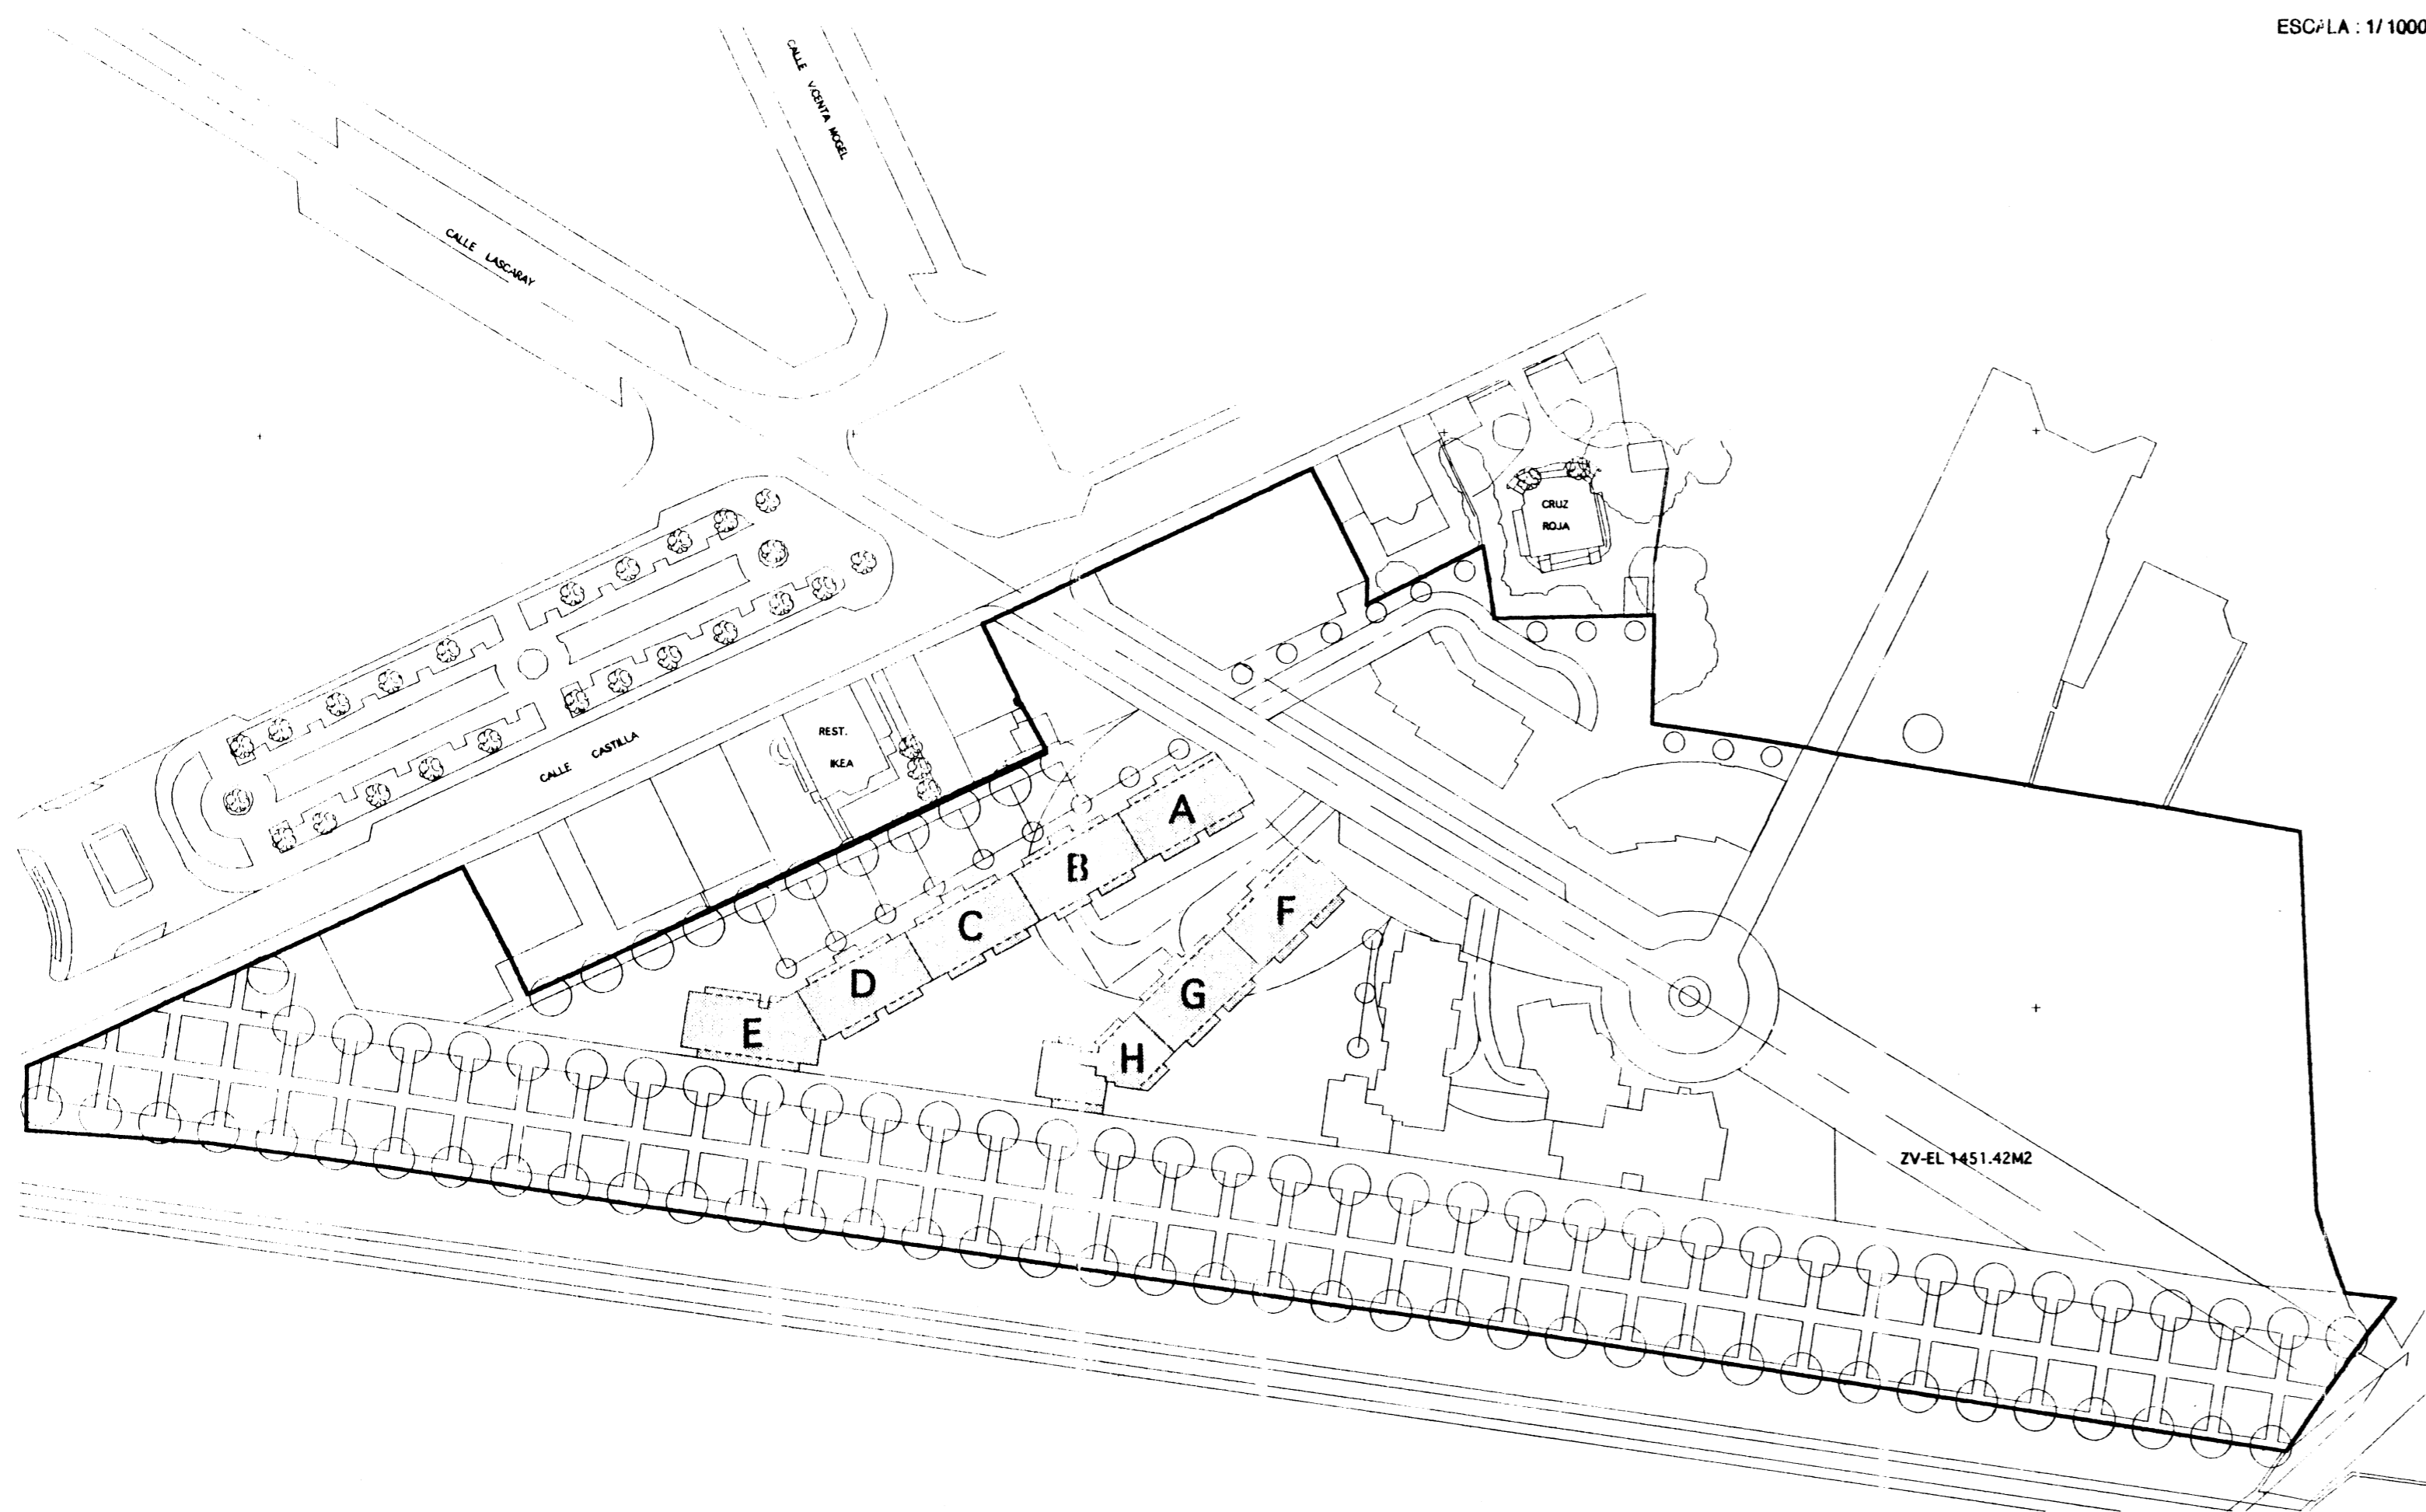 ESCALA : 1/1000
CALLE VICENTA MOGEL
CALLE LASCARAY
CRUZ
ROJA
REST.
IKEA
CALLE CASTILLA
A
B
C
D
E
F
G
H
ZV-EL 1451.42M2